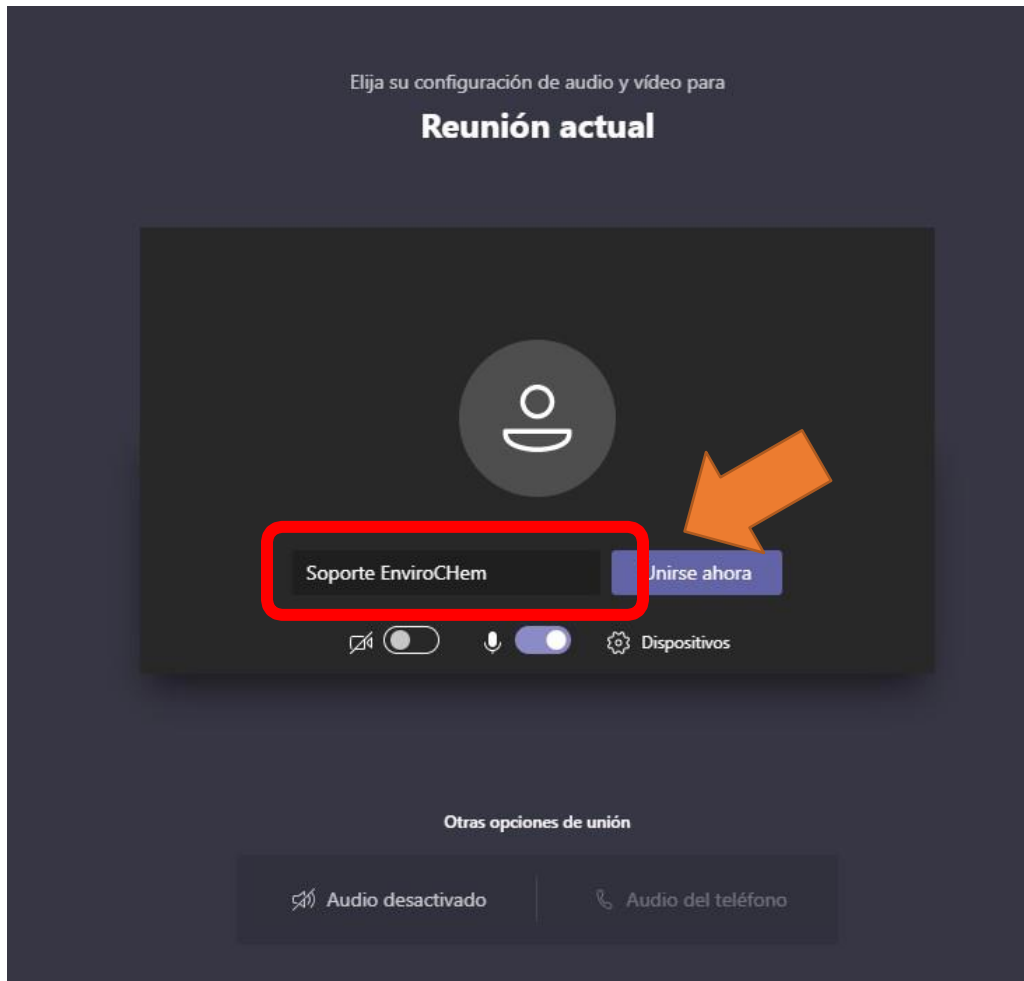 Elija su configuración de audio y vídeo para
Reunión actual
Soporte EnviroCHem
Unirse ahora
Dispositivos
Otras opciones de unión
Audio desactivado
Audio del teléfono